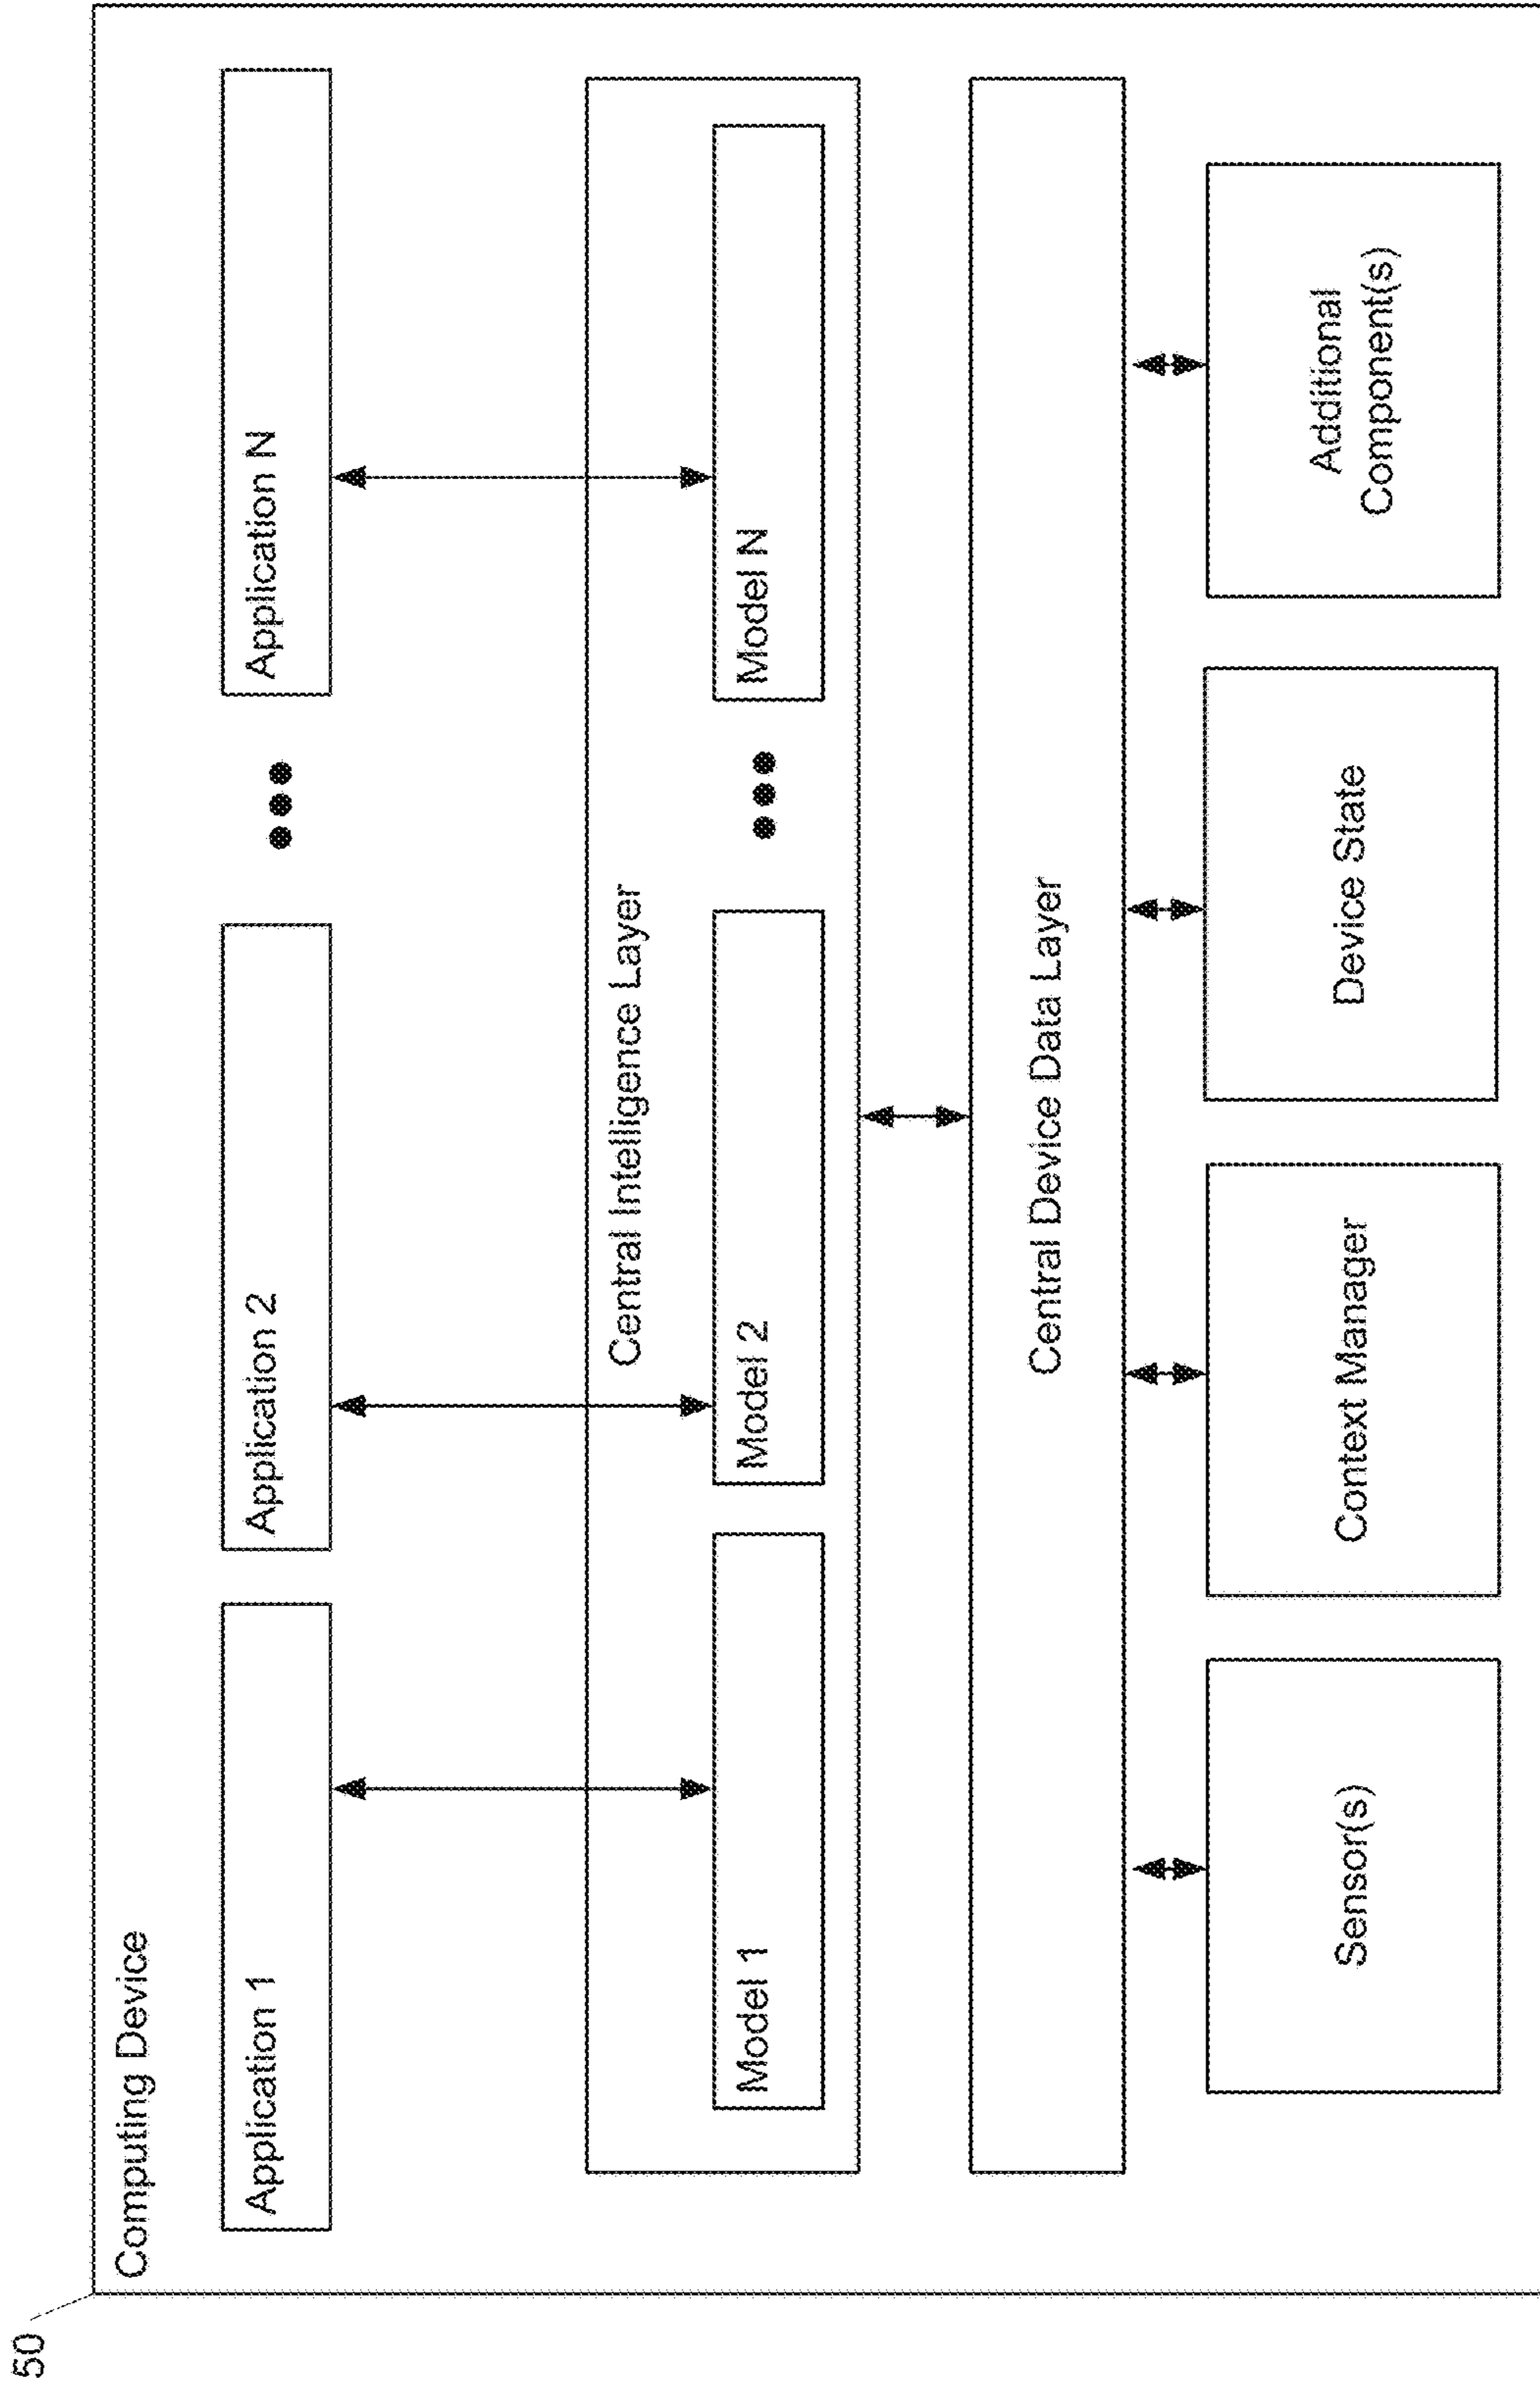 50
Computing Device
Application 1
Application 2
Application N
Central Intelligence Layer
Model 1
Model 2
Model N
Central Device Data Layer
Sensor(s)
Context Manager
Device State
Additional
Component(s)